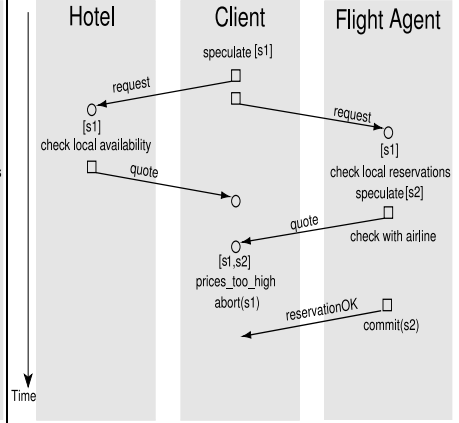 Hotel
Client
Flight Agent
speculate [s1]
request
request
[s1]
check local availability
[s1]
check local reservations
speculate[s2]
quote
quote
check with airline
[s1,s2]
prices_too_high
abort(s1)
reservationOK
commit(s2)
Time